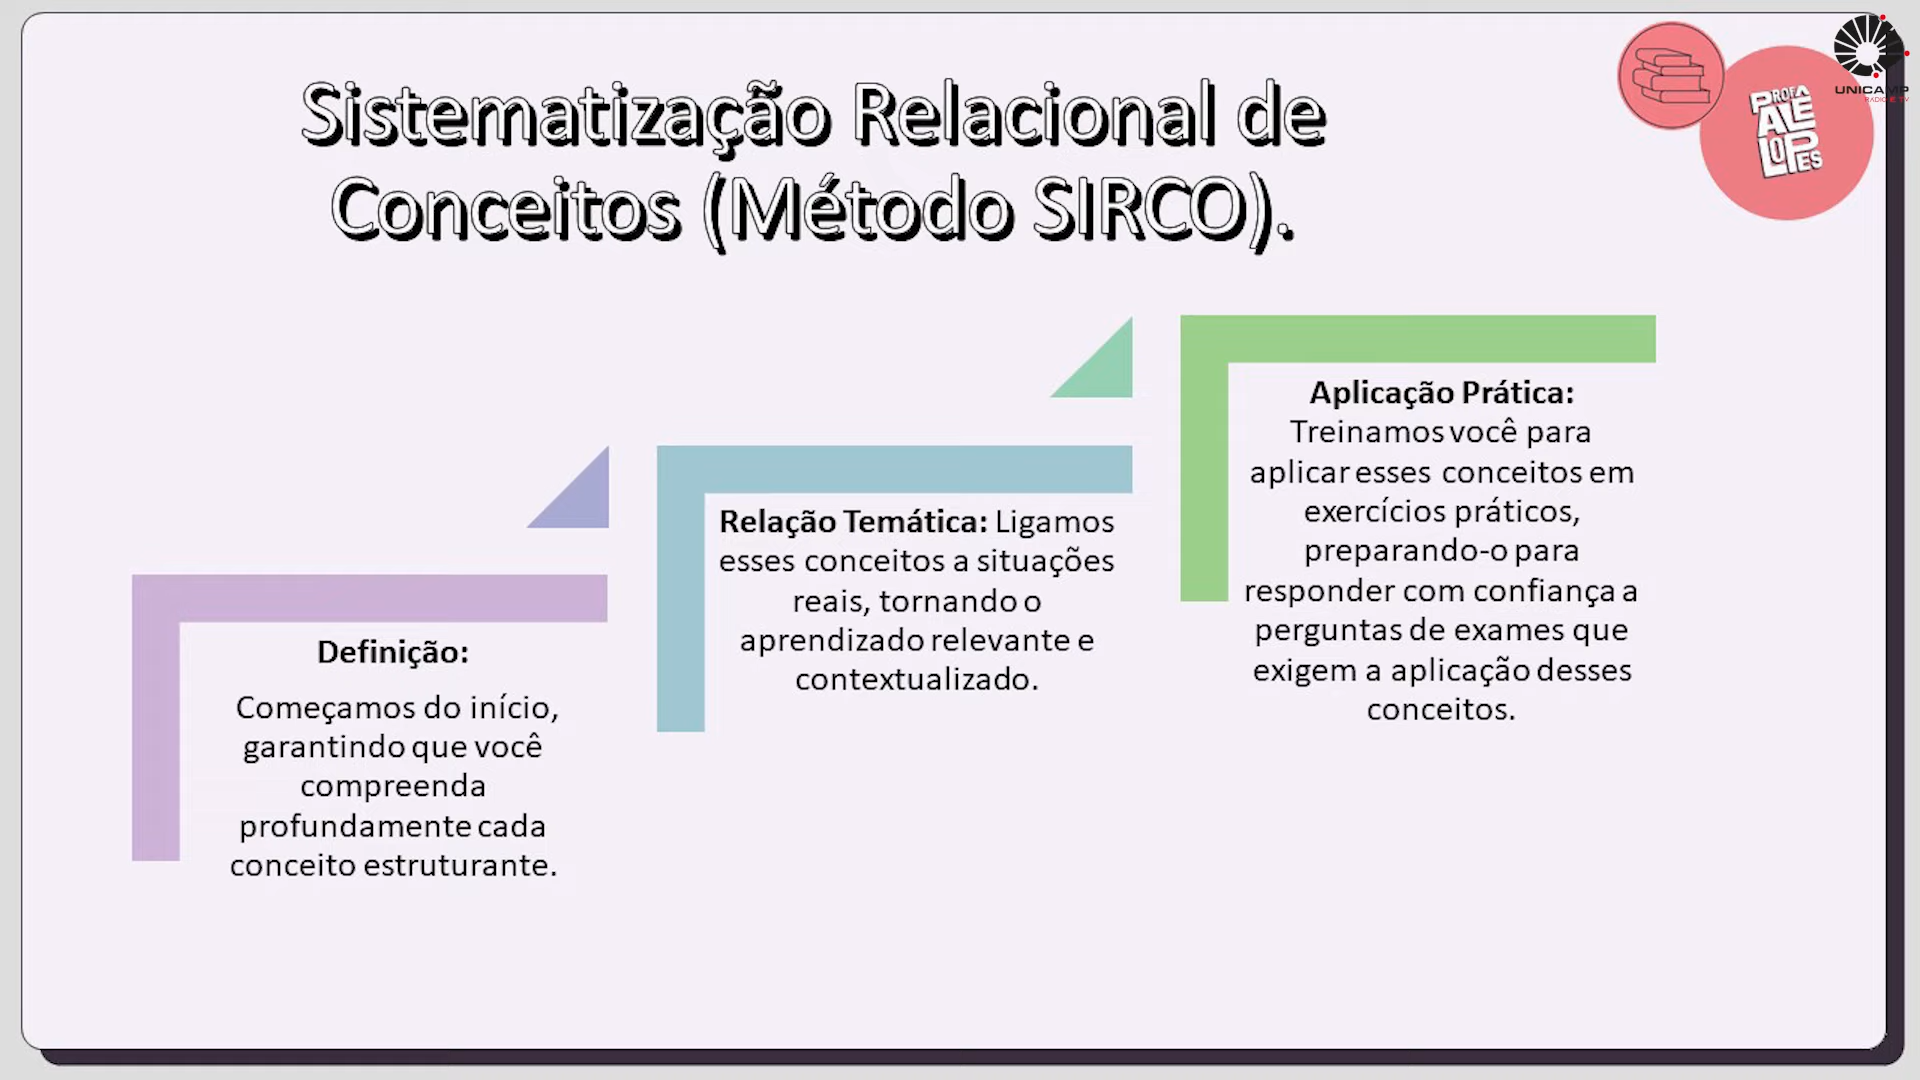 Sistematização Relacional de
Conceitos (Método SIRCO).
UNICAMP
RADIO E TV
PROFA
ALE
LOPES
Definição:
Começamos do início,
garantindo que você
compreenda
profundamente cada
conceito estruturante.
Relação Temática: Ligamos
esses conceitos a situações
reais, tornando o
aprendizado relevante e
contextualizado.
Aplicação Prática:
Treinamos você para
aplicar esses conceitos em
exercícios práticos,
preparando-o para
responder com confiança a
perguntas de exames que
exigem a aplicação desses
conceitos.